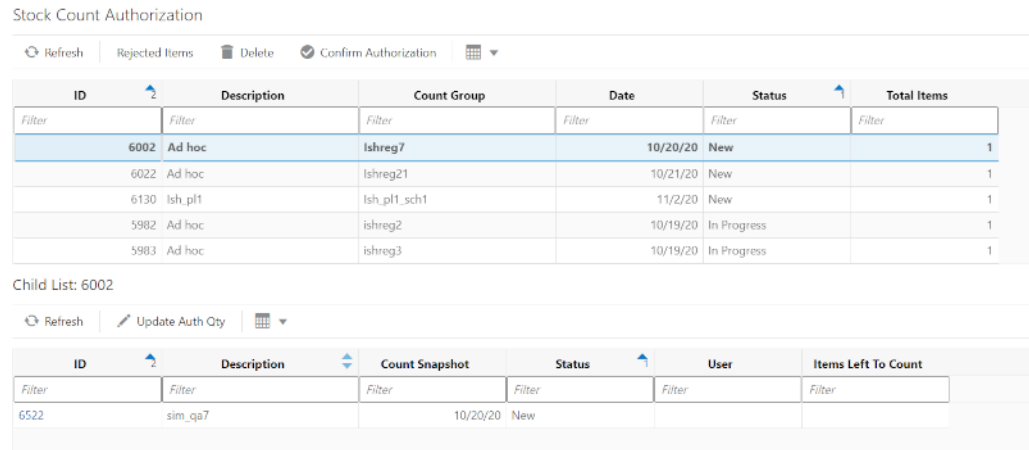 Stock Count Authorization
Refresh Rejected Items Delete Confirm Authorization
ID 2 Description Count Group Date Status 1 Total Items
Filter Filter Filter Filter Filter Filter
6002 Ad hoc Ishreg7 10/20/20 New 1
6022 Ad hoc Ishreg21 10/21/20 New 1
6130 Ish_pl1 Ish_pl1_sch1 11/2/20 New 1
5982 Ad hoc ishreg2 10/19/20 In Progress 1
5983 Ad hoc ishreg3 10/19/20 In Progress 1
Child List: 6002
Refresh Update Auth Qty
ID 2 Description Count Snapshot Status 1 User Items Left To Count
Filter Filter Filter Filter Filter Filter
6522 sim_qa7 10/20/20 New